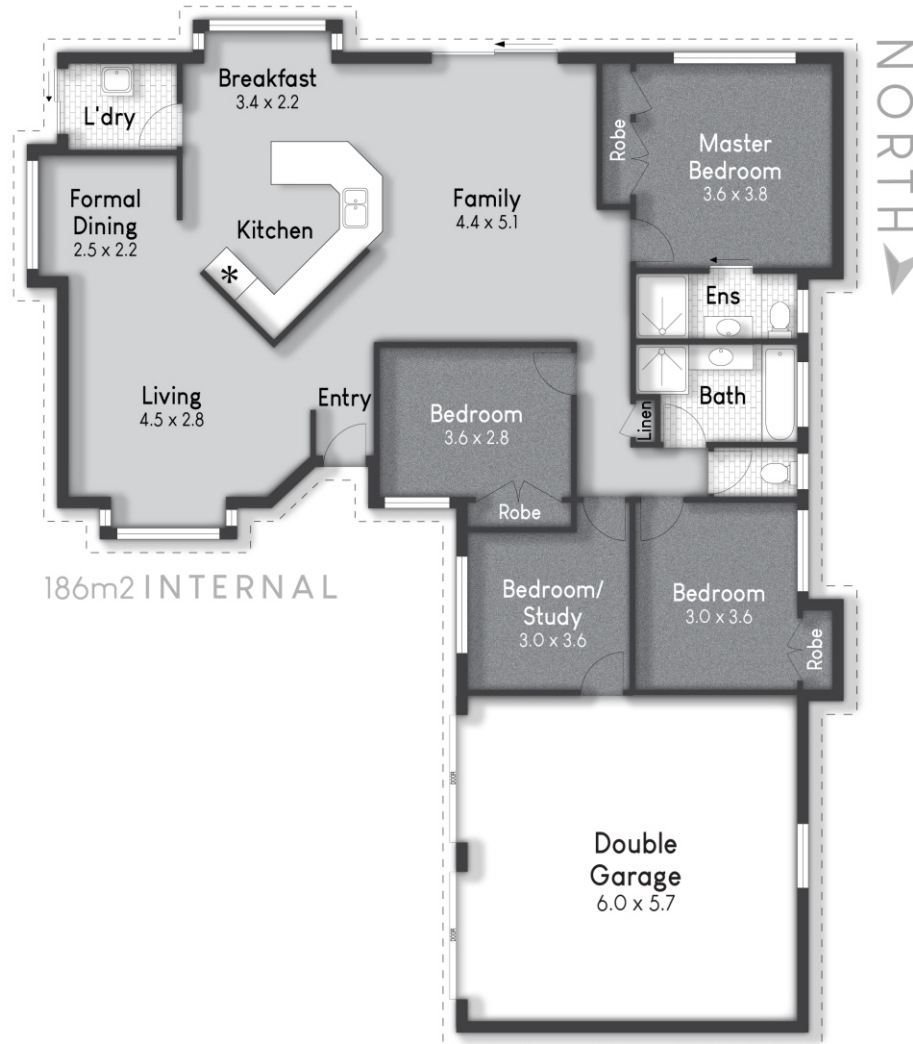 Breakfast
3.4 x 2.2
L'dry
Formal
Dining
2.5 x 2.2
Kitchen
*
Family
4.4 x 5.1
Robe
Master
Bedroom
3.6 x 3.8
NORTH
Ens
Bath
Linen
Living
4.5 x 2.8
Entry
Bedroom
3.6 x 2.8
Robe
186m2 INTERNAL
Bedroom/
Study
3.0 x 3.6
Bedroom
3.0 x 3.6
Robe
DOOR
DOOR
Double
Garage
6.0 x 5.7